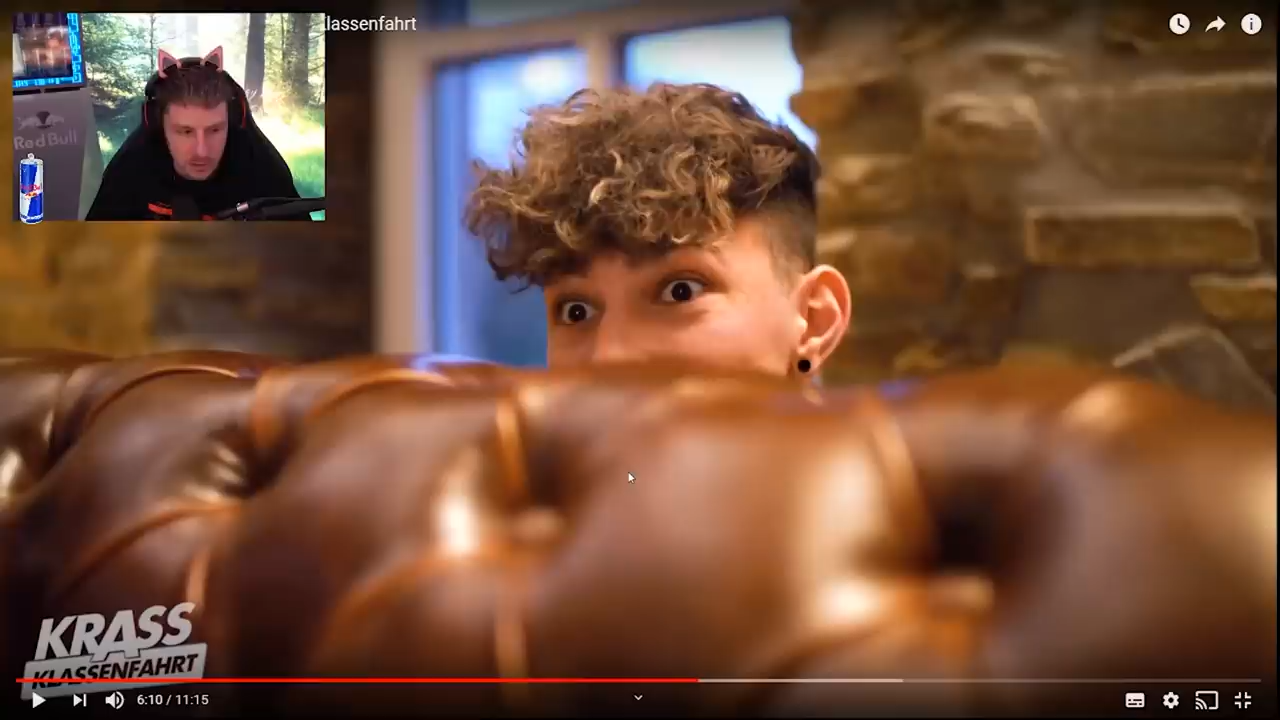 lassenfahrt
Red Bull
KRASS
KLASSENFAHRT
6:10 / 11:15